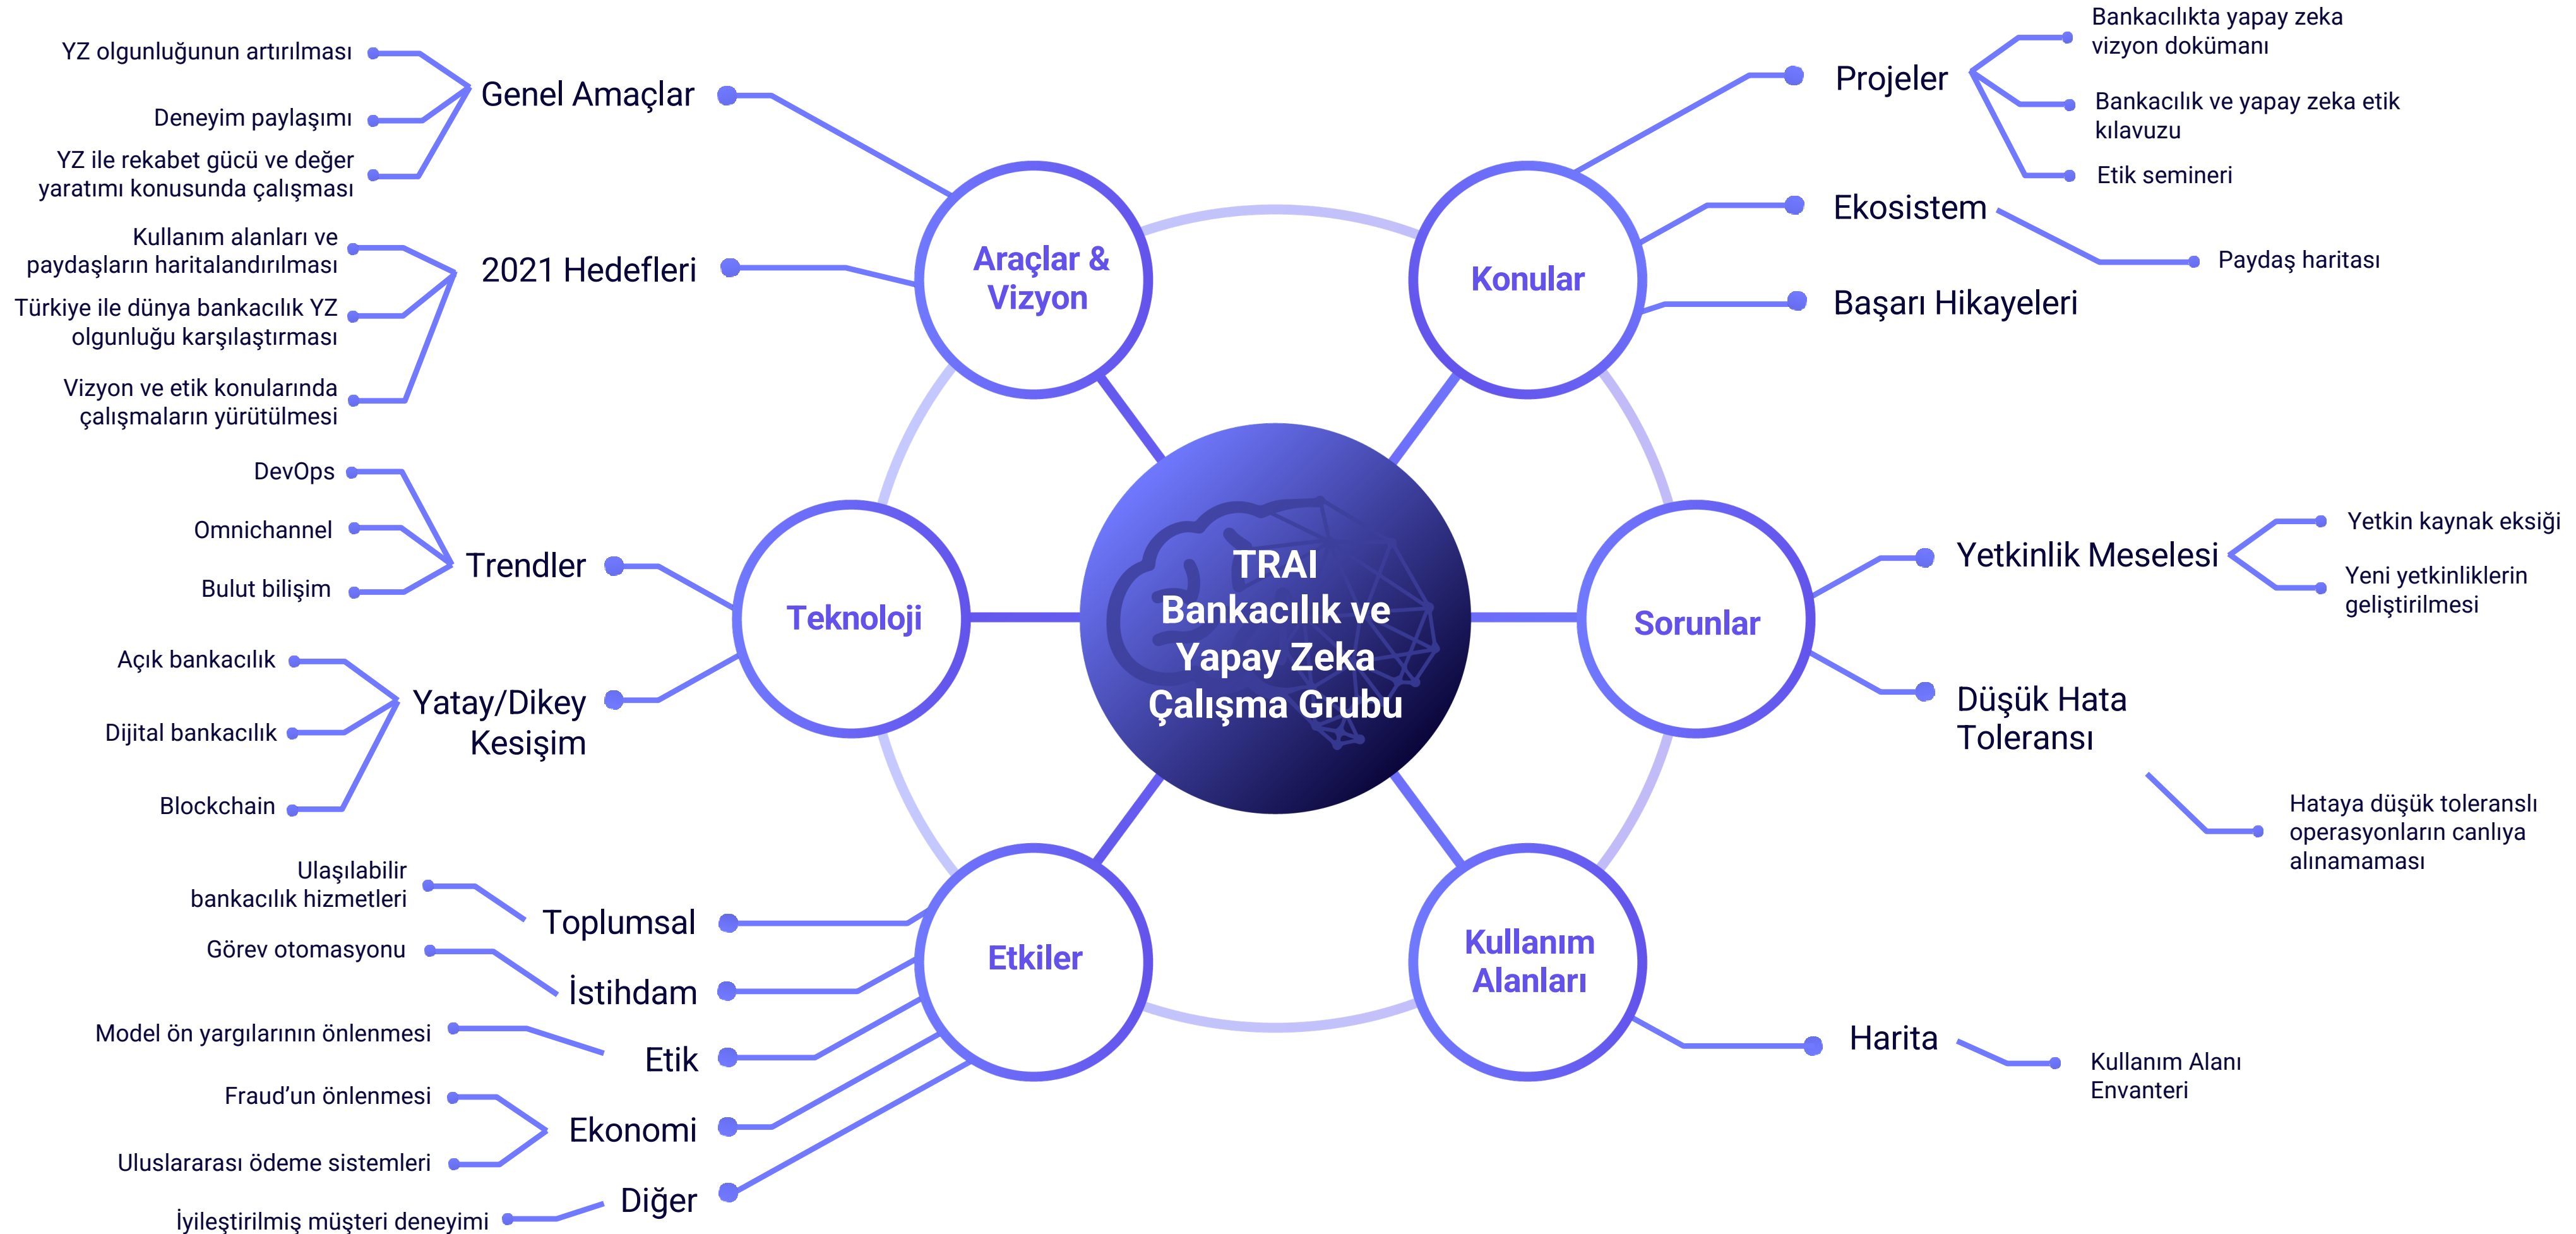 YZ olgunluğunun artırılması
Deneyim paylaşımı
YZ ile rekabet gücü ve değer
yaratımı konusunda çalışması
Genel Amaçlar
Kullanım alanları ve
paydaşların haritalandırılması
Türkiye ile dünya bankacılık YZ
olgunluğu karşılaştırması
Vizyon ve etik konularında
çalışmaların yürütülmesi
2021 Hedefleri
Araçlar &
Vizyon
Konular
Projeler
Bankacılıkta yapay zeka
vizyon dokümanı
Bankacılık ve yapay zeka etik
kılavuzu
Etik semineri
Ekosistem
Paydaş haritası
Başarı Hikayeleri
DevOps
Omnichannel
Bulut bilişim
Trendler
Açık bankacılık
Dijital bankacılık
Blockchain
Yatay/Dikey
Kesişim
Teknoloji
TRAI
Bankacılık ve
Yapay Zeka
Çalışma Grubu
Sorunlar
Yetkinlik Meselesi
Yetkin kaynak eksiği
Yeni yetkinliklerin
geliştirilmesi
Düşük Hata
Toleransı
Hataya düşük toleranslı
operasyonların canlıya
alınamaması
Ulaşılabilir
bankacılık hizmetleri
Toplumsal
Görev otomasyonu
İstihdam
Model ön yargılarının önlenmesi
Etik
Fraud’un önlenmesi
Uluslararası ödeme sistemleri
Ekonomi
İyileştirilmiş müşteri deneyimi
Diğer
Etkiler
Kullanım
Alanları
Harita
Kullanım Alanı
Envanteri